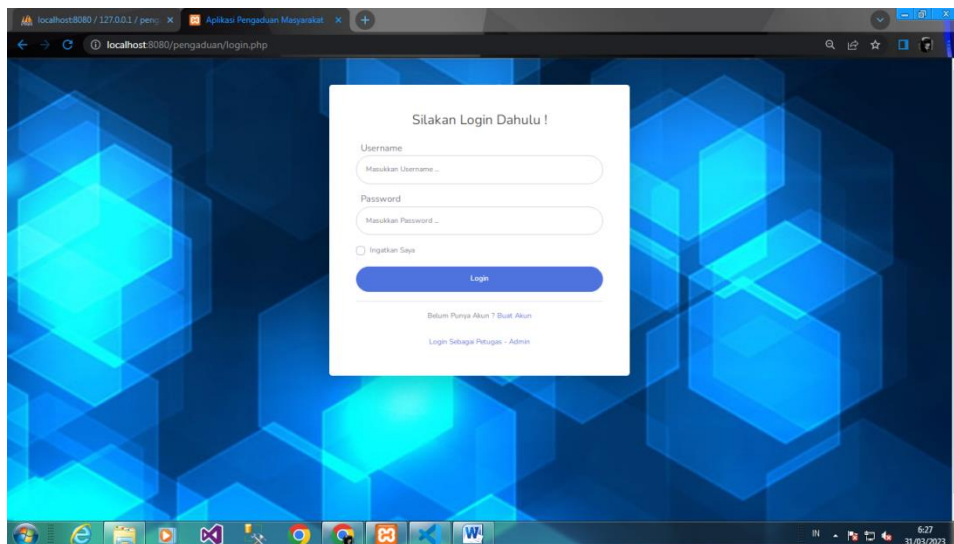 localhost:8080 / 127.0.0.1 / peng
Aplikasi Pengaduan Masyarakat
localhost:8080/pengaduan/login.php
Silakan Login Dahulu !
Username
Masukkan Username ...
Password
Masukkan Password ...
Ingatkan Saya
Login
Belum Punya Akun ? Buat Akun
Login Sebagai Petugas - Admin
IN
6:27
31/03/2023